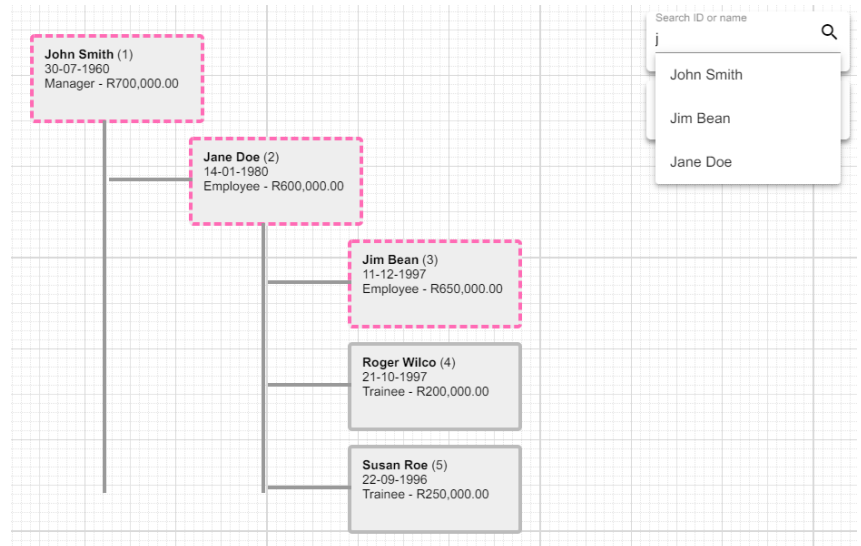 John Smith (1)
30-07-1960
Manager - R700,000.00
Jane Doe (2)
14-01-1980
Employee - R600,000.00
Jim Bean (3)
11-12-1997
Employee - R650,000.00
Roger Wilco (4)
21-10-1997
Trainee - R200,000.00
Susan Roe (5)
22-09-1996
Trainee - R250,000.00
Search ID or name
j
John Smith
Jim Bean
Jane Doe